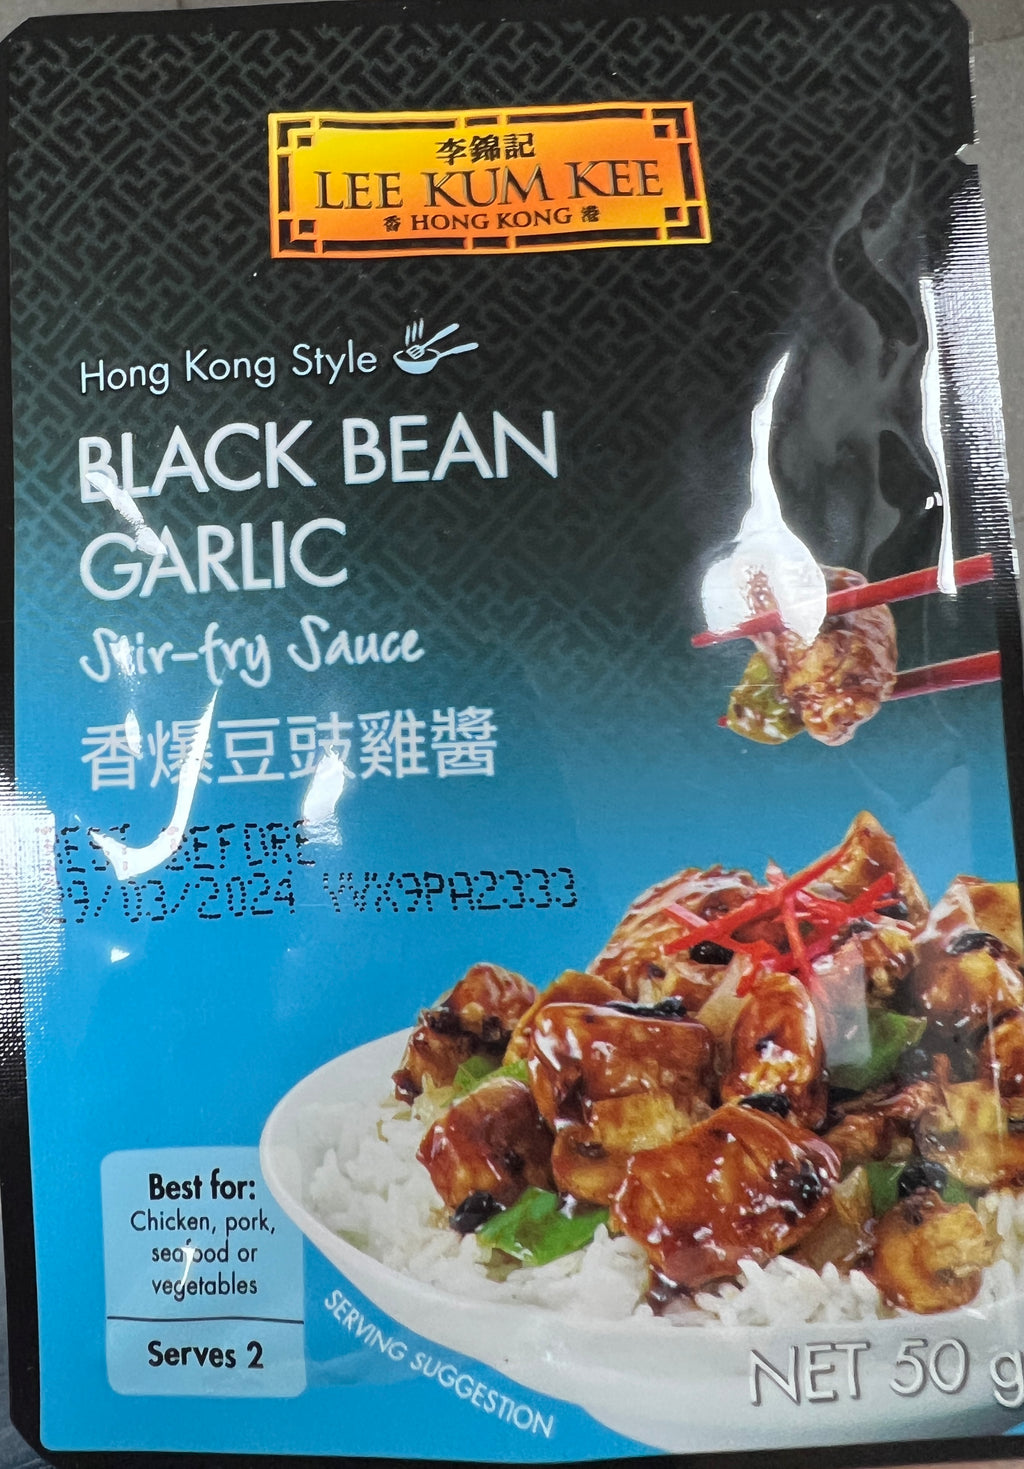 李錦記
LEE KUM KEE
香 HONG KONG 港
Hong Kong Style
BLACK BEAN
GARLIC
Stir-fry Sauce
香爆豆豉雞醬
BEST BEFORE
/03/2024 VWX9PA2333
Best for:
Chicken, pork,
seafood or
vegetables
Serves 2
SERVING SUGGESTION
NET 50 g